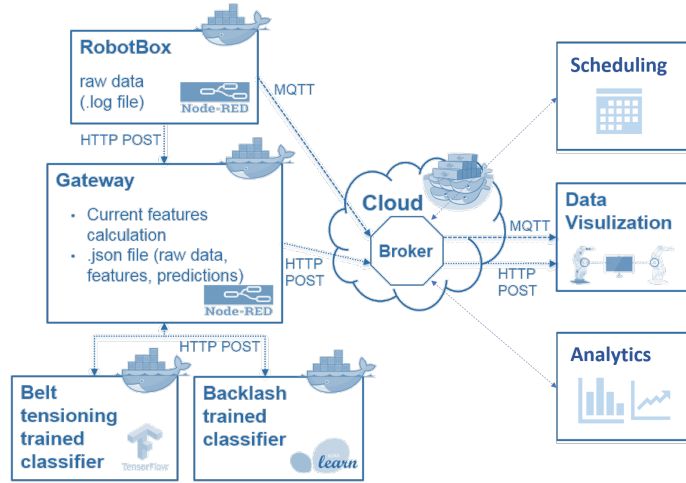 RobotBox
raw data
(.log file)
Node-RED
MQTT
HTTP POST
Gateway
• Current features
calculation
• .json file (raw data,
features, predictions)
Node-RED
HTTP
POST
HTTP POST
Belt
tensioning
trained
classifier
TensorFlow
Backlash
trained
classifier
learn
Cloud
Broker
MQTT
HTTP
POST
Scheduling
Data
Visulization
Analytics